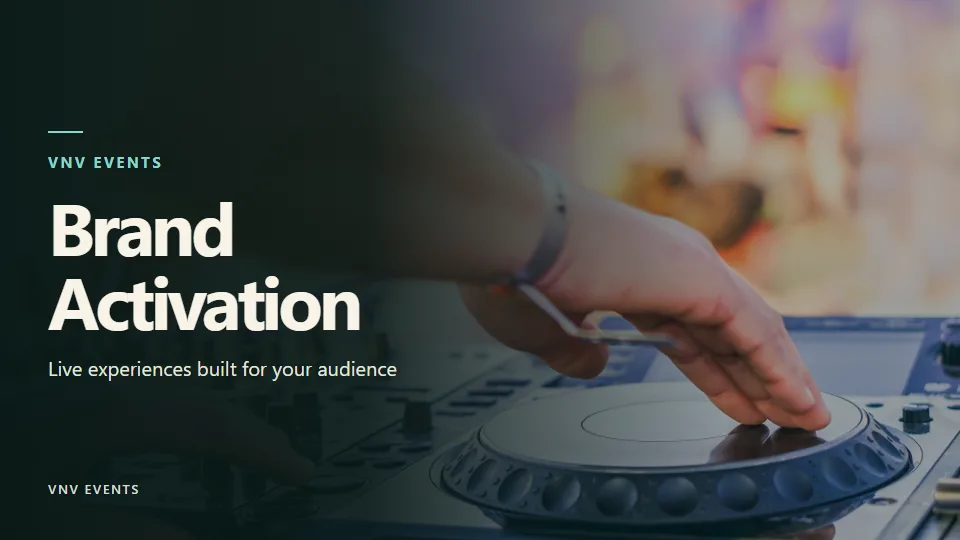 VNV EVENTS
Brand
Activation
Live experiences built for your audience
VNV EVENTS